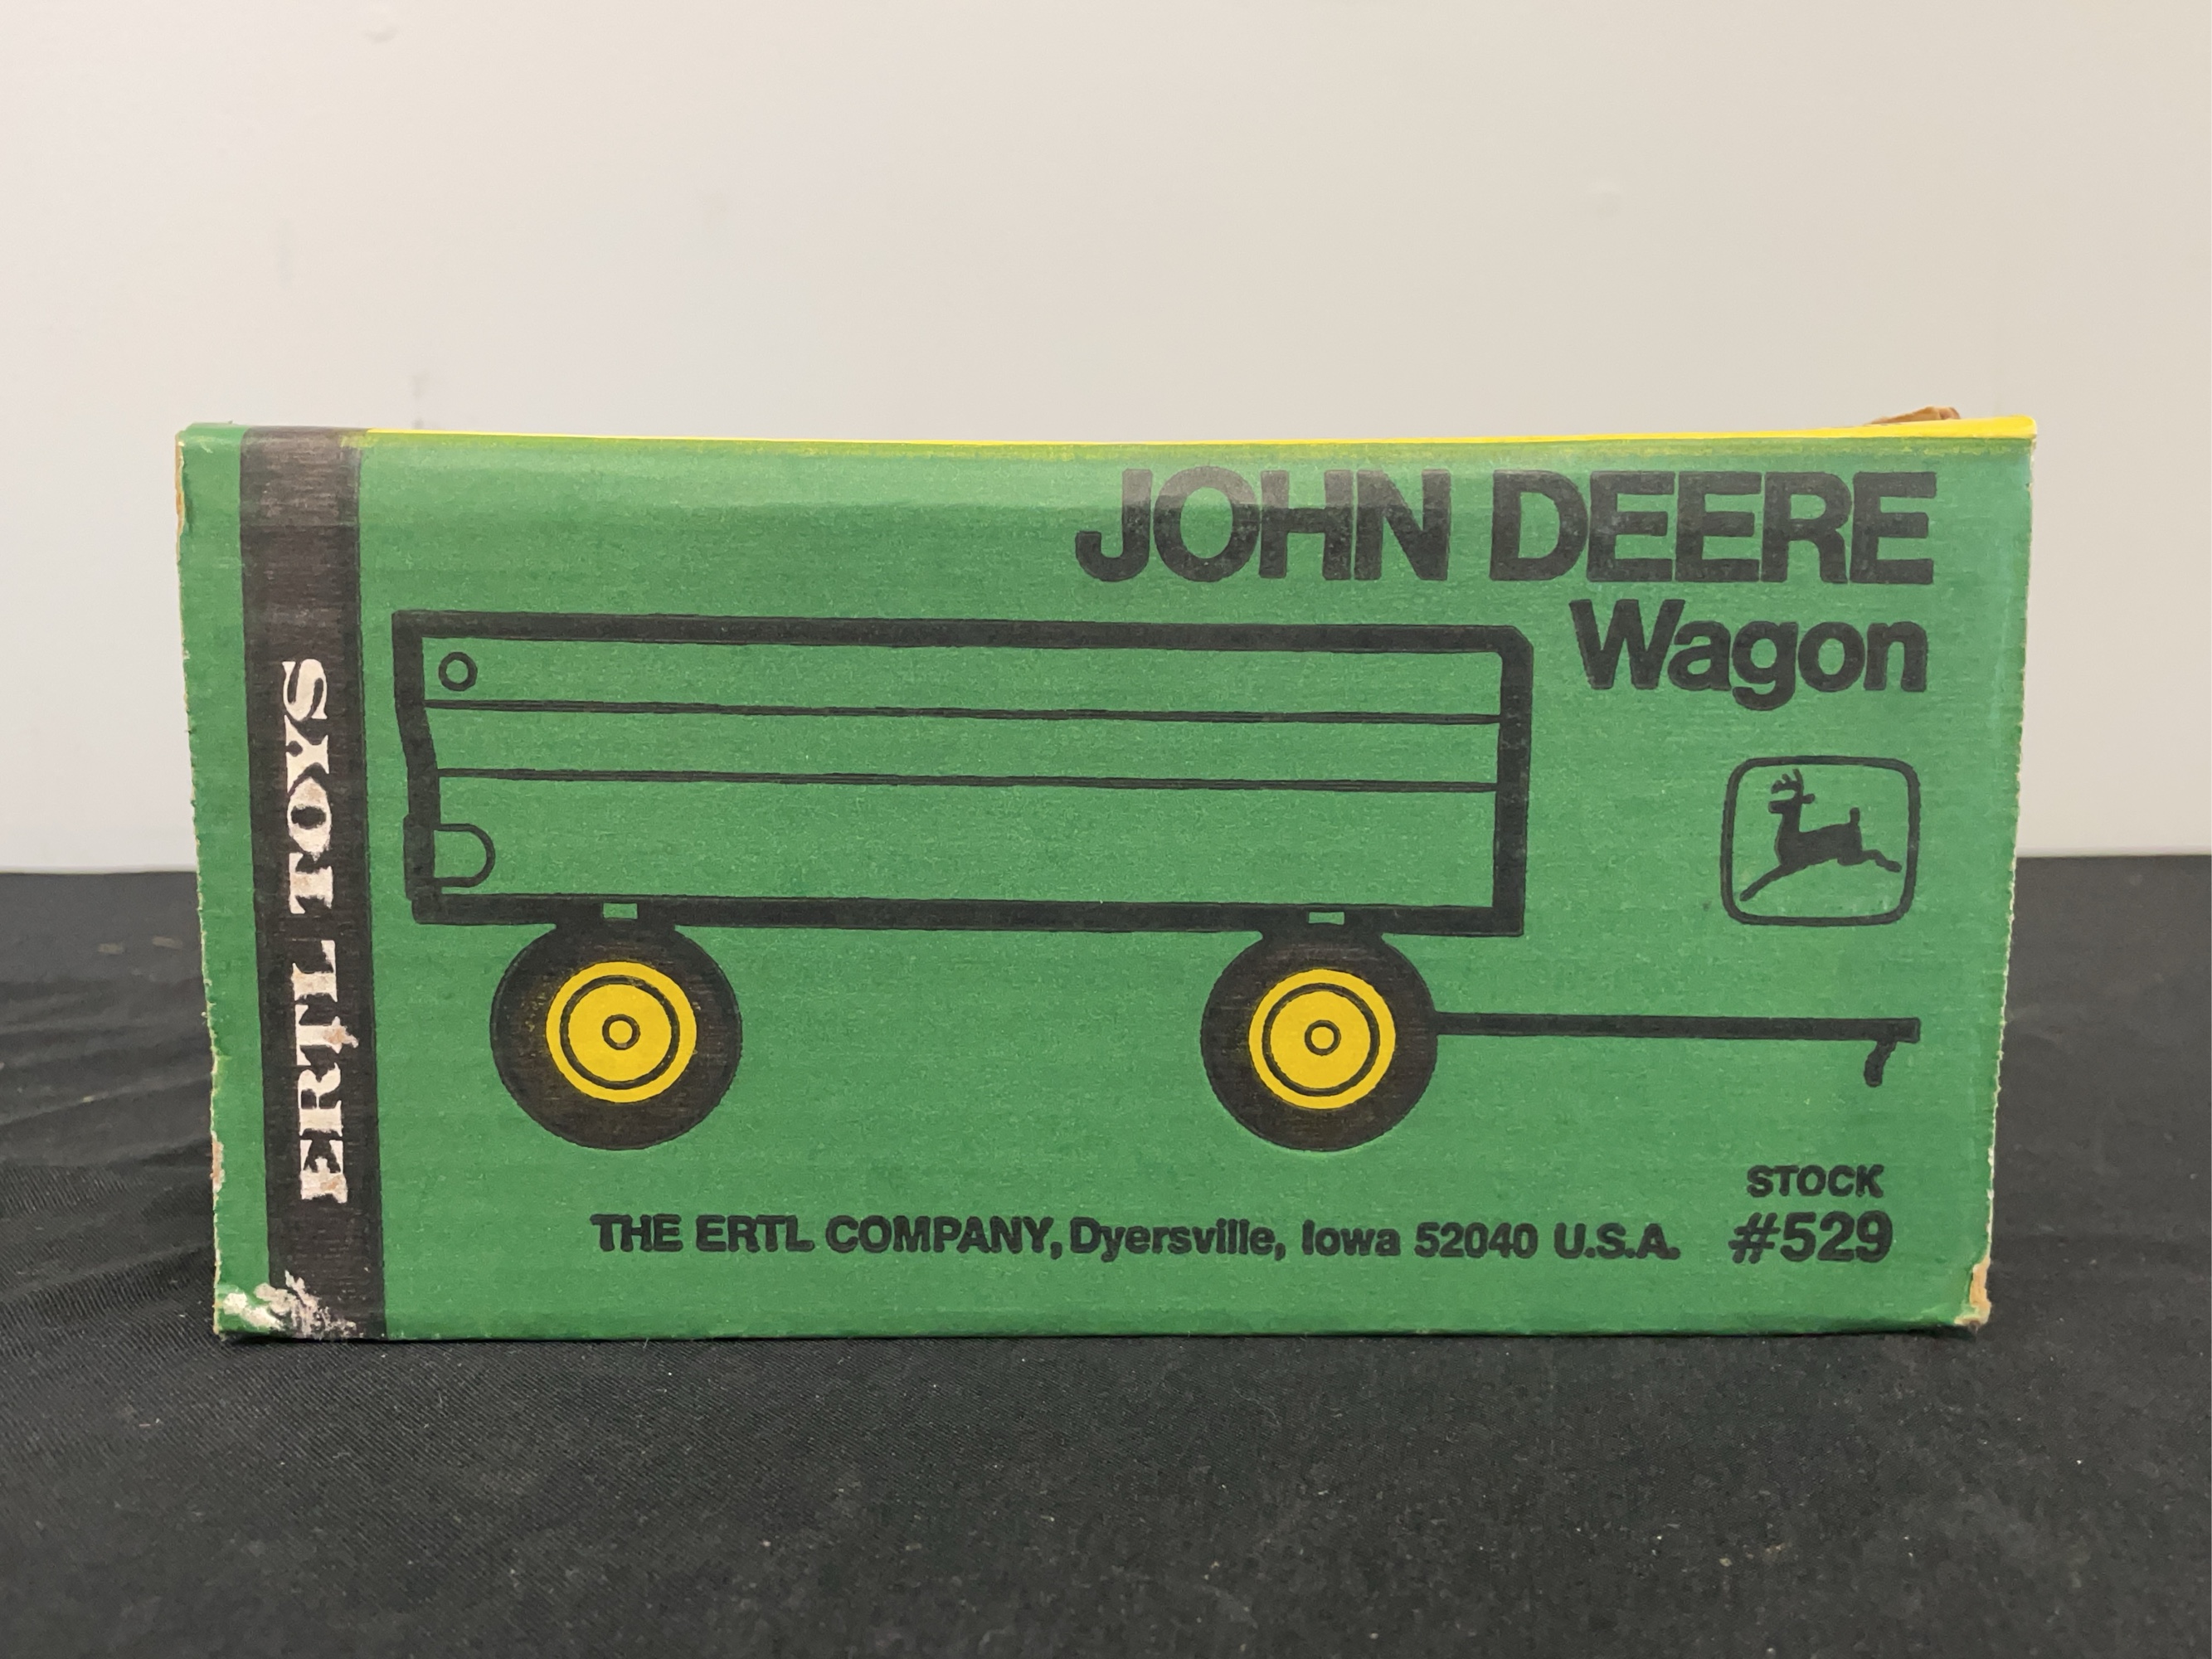 ERTL TOYS
JOHN DEERE
Wagon
STOCK
#529
THE ERTL COMPANY, Dyersville, Iowa 52040 U.S.A.